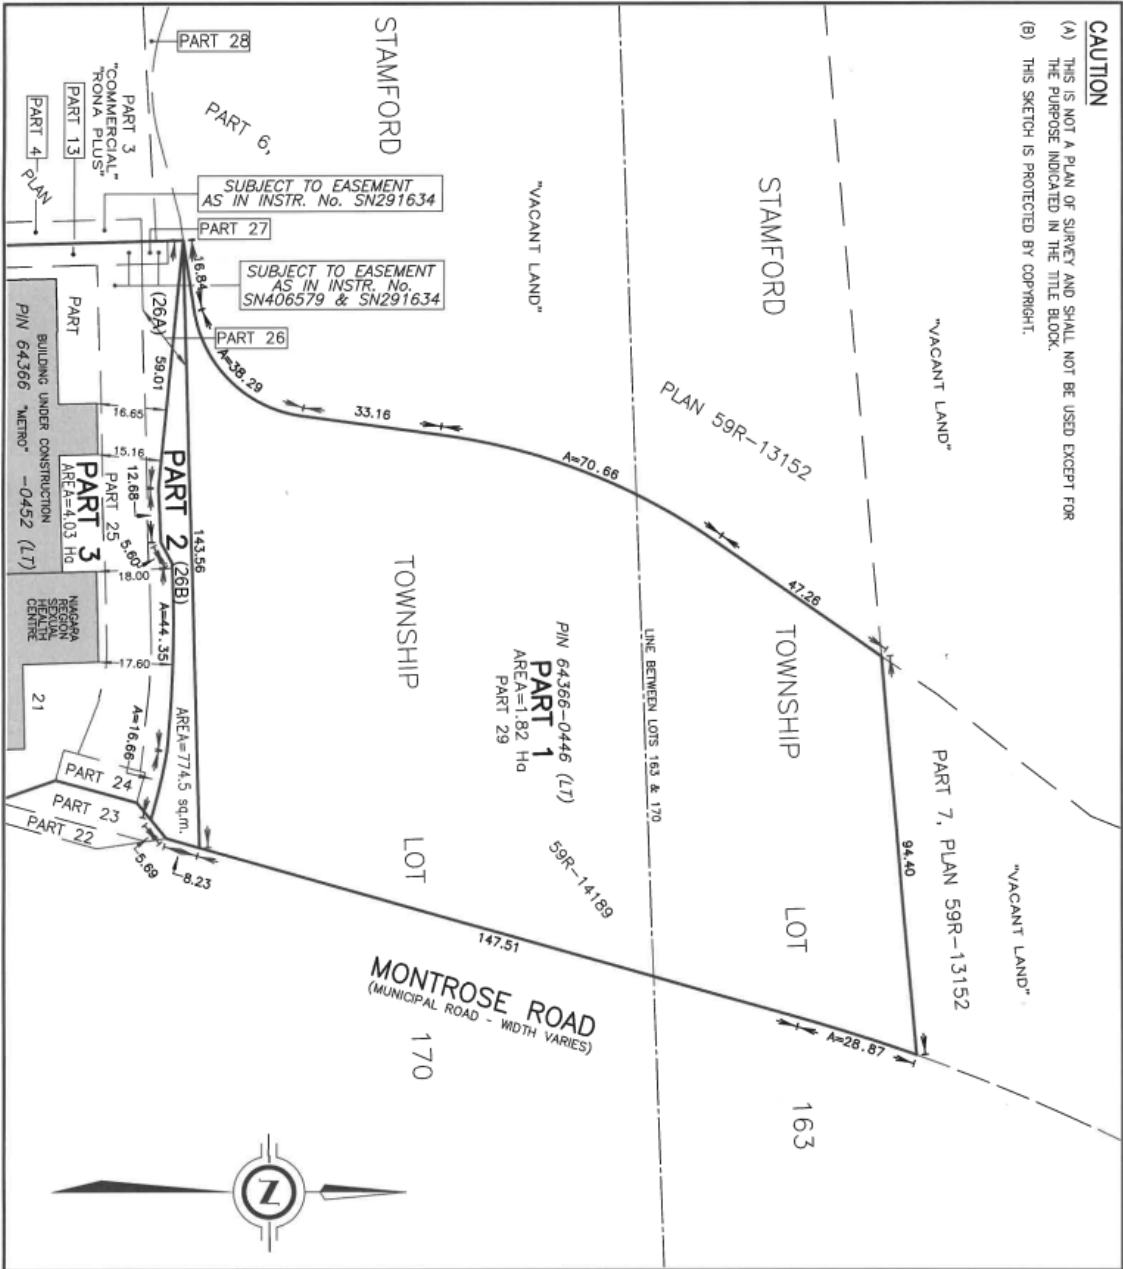 CAUTION
(A) THIS IS NOT A PLAN OF SURVEY AND SHALL NOT BE USED EXCEPT FOR
THE PURPOSE INDICATED IN THE TITLE BLOCK.
(B) THIS SKETCH IS PROTECTED BY COPYRIGHT.
"VACANT LAND"
"VACANT LAND"
"VACANT LAND"
PART 7, PLAN 59R-13152
94.40
STAMFORD
TOWNSHIP
LOT
163
PLAN 59R-13152
47.26
A=28.87
A=70.66
LINE BETWEEN LOTS 163 & 170
33.16
A=38.29
16.84
PIN 64366-0446 (LT)
PART 1
AREA=1.82 Ha
PART 29
59R-14189
147.51
MONTROSE ROAD
(MUNICIPAL ROAD - WIDTH VARIES)
STAMFORD
TOWNSHIP
LOT
170
PART 6,
PART 28
SUBJECT TO EASEMENT
AS IN INSTR. No. SN291634
PART 27
SUBJECT TO EASEMENT
AS IN INSTR. No.
SN406579 & SN291634
PART 26
PART 3
"COMMERCIAL"
"RONA PLUS"
PART 13
PART 4
PLAN
(26A)
59.01
143.56
PART 2
(26B)
AREA=774.5 sq.m.
16.65
15.16
12.68
5.60
18.00
A=44.35
17.60
A=16.66
8.23
5.69
PART
PART 25
PART 3
AREA=4.03 Ha
BUILDING UNDER CONSTRUCTION
PIN 64366 "METRO" -0452 (LT)
NIAGARA
REGION
SEXUAL
HEALTH
CENTRE
21
PART 24
PART 23
PART 22
N